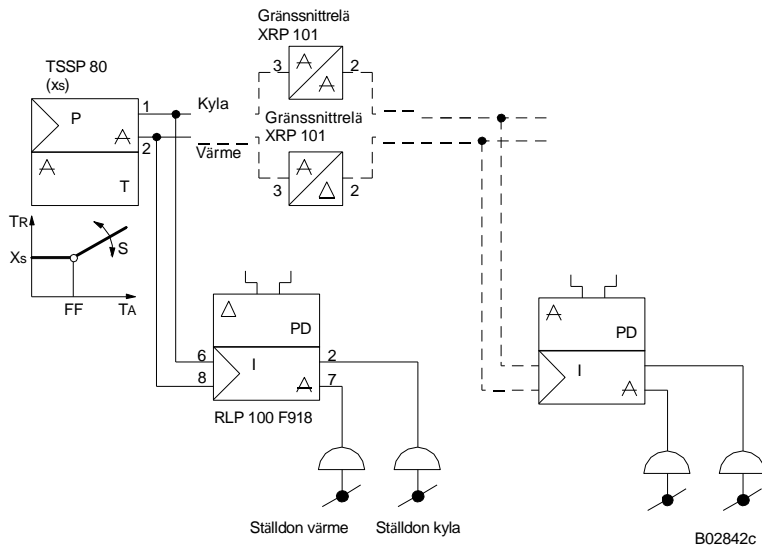 Gränssnittrelä
XRP 101
TSSP 80
(xs)
3
2
1
Kyla
P
Gränssnittrelä
XRP 101
2
Värme
T
3
2
TR
XS
S
FF
TA
PD
PD
6
I
2
I
8
7
RLP 100 F918
Ställdon värme
Ställdon kyla
B02842c